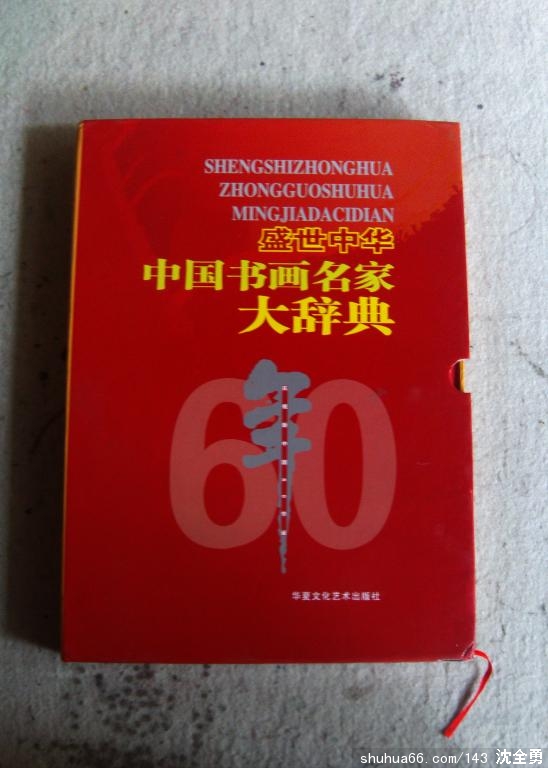 SHENGSHIZHONGHUA
ZHONGGUOSHUHUA
MINGJIADACIDIAN
盛世中华
中国书画名家
大辞典
60
年
华夏文化艺术出版社
shuhua66.com/143 沈全勇